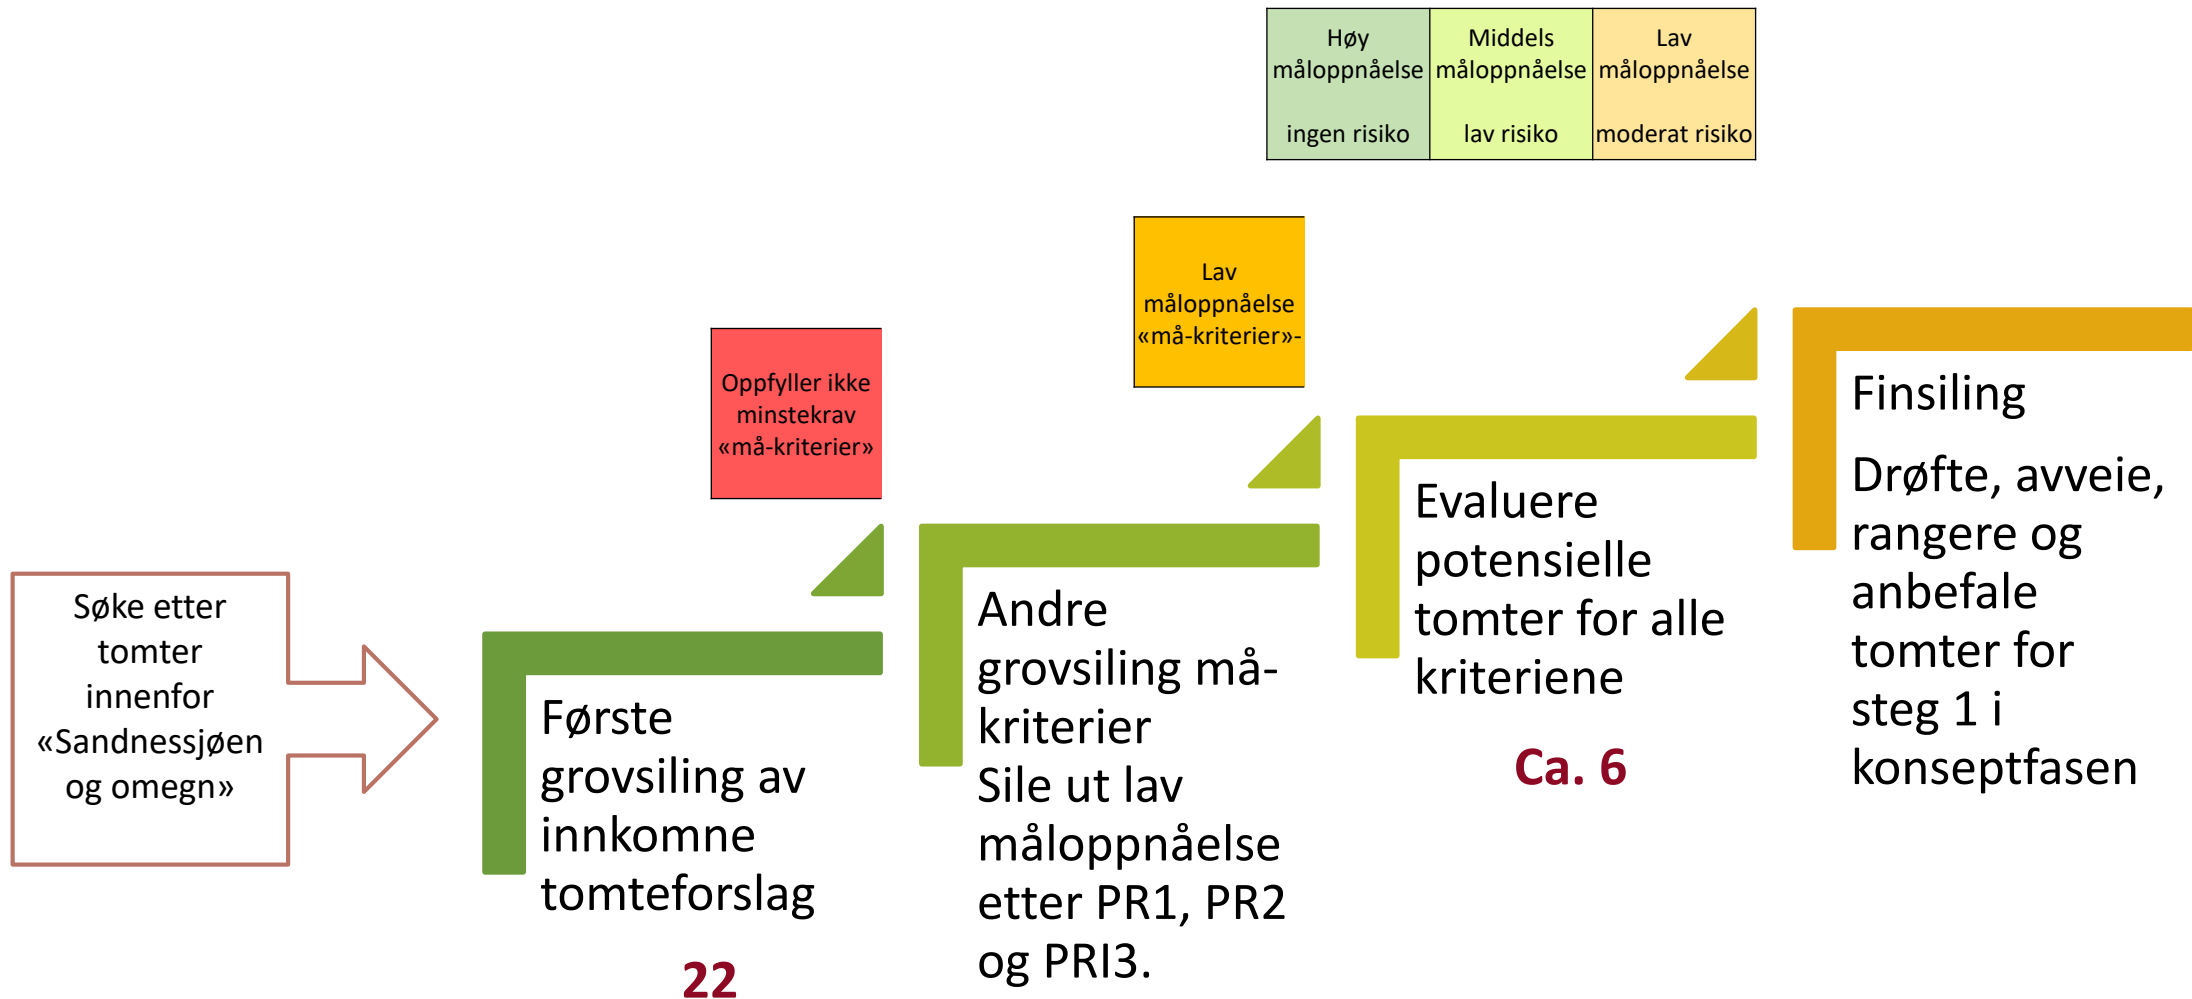 Høy
måloppnåelse
ingen risiko
Middels
måloppnåelse
lav risiko
Lav
måloppnåelse
moderat risiko
Lav
måloppnåelse
«må-kriterier»-
Oppfyller ikke
minstekrav
«må-kriterier»
Søke etter
tomter
innenfor
«Sandnessjøen
og omegn»
Første
grovsiling av
innkomne
tomteforslag
22
Andre
grovsiling må-
kriterier
Sile ut lav
måloppnåelse
etter PR1, PR2
og PRI3.
Evaluere
potensielle
tomter for alle
kriteriene
Ca. 6
Finsiling
Drøfte, avveie,
rangere og
anbefale
tomter for
steg 1 i
konseptfasen